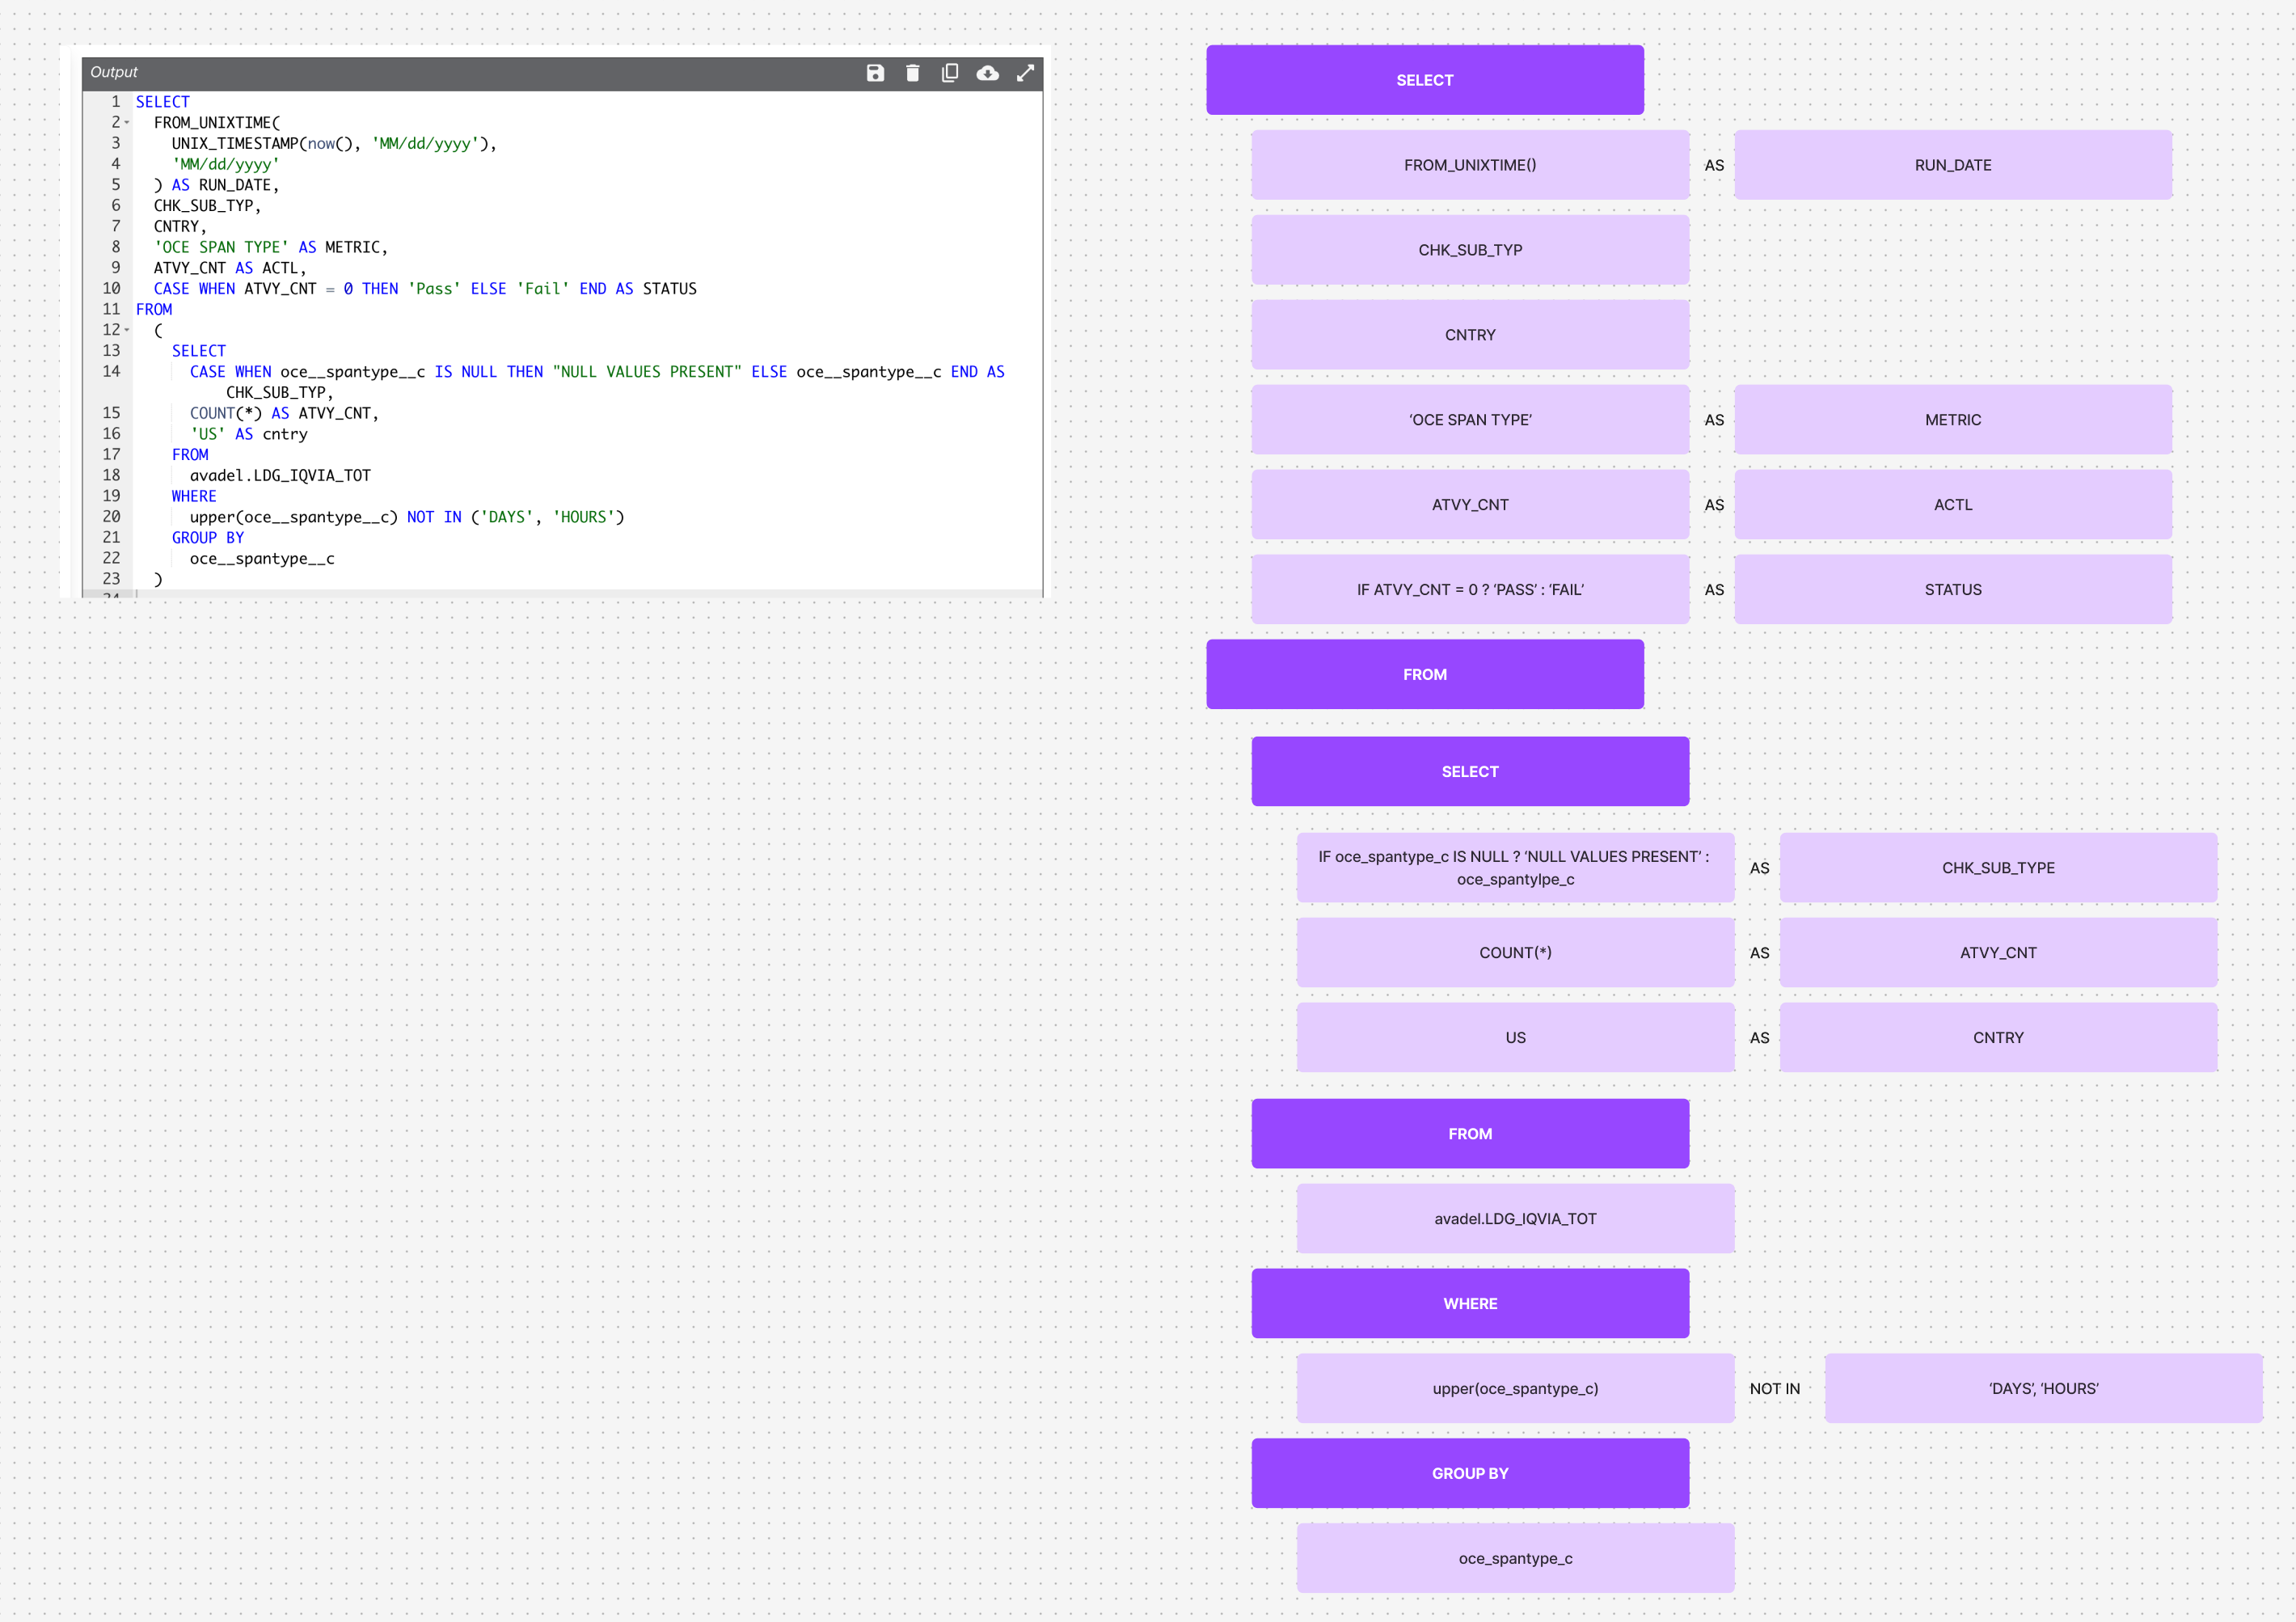 Output
1 SELECT
2 FROM_UNIXTIME(
3 UNIX_TIMESTAMP(now(), 'MM/dd/yyyy'),
4 'MM/dd/yyyy'
5 ) AS RUN_DATE,
6 CHK_SUB_TYP,
7 CNTRY,
8 'OCE SPAN TYPE' AS METRIC,
9 ATVY_CNT AS ACTL,
10 CASE WHEN ATVY_CNT = 0 THEN 'Pass' ELSE 'Fail' END AS STATUS
11 FROM
12 (
13 SELECT
14 CASE WHEN oce__spantype__c IS NULL THEN "NULL VALUES PRESENT" ELSE oce__spantype__c END AS
CHK_SUB_TYP,
15 COUNT(*) AS ATVY_CNT,
16 'US' AS cntry
17 FROM
18 avadel.LDG_IQVIA_TOT
19 WHERE
20 upper(oce__spantype__c) NOT IN ('DAYS', 'HOURS')
21 GROUP BY
22 oce__spantype__c
23 )
24
SELECT
FROM_UNIXTIME() AS RUN_DATE
CHK_SUB_TYP
CNTRY
‘OCE SPAN TYPE’ AS METRIC
ATVY_CNT AS ACTL
IF ATVY_CNT = 0 ? ‘PASS’ : ‘FAIL’ AS STATUS
FROM
SELECT
IF oce_spantype_c IS NULL ? ‘NULL VALUES PRESENT’ :
oce_spantylpe_c
AS CHK_SUB_TYPE
COUNT(*) AS ATVY_CNT
US AS CNTRY
FROM
avadel.LDG_IQVIA_TOT
WHERE
upper(oce_spantype_c) NOT IN ‘DAYS’, ‘HOURS’
GROUP BY
oce_spantype_c